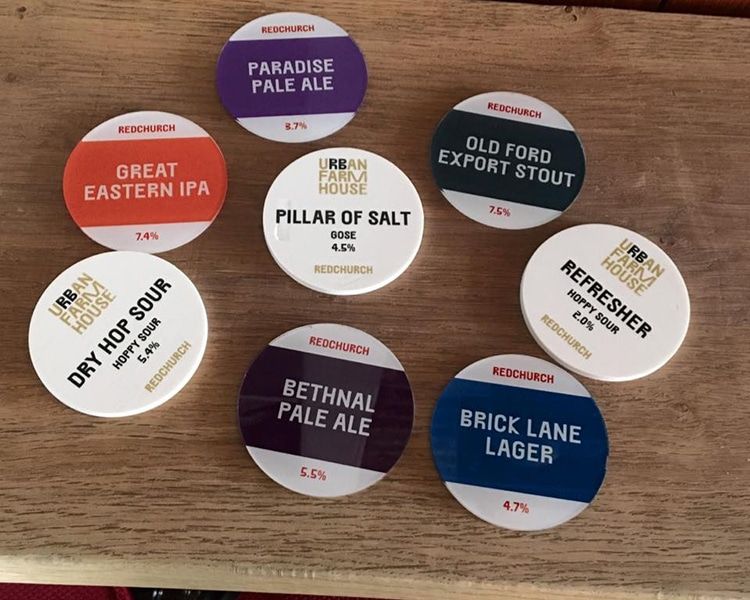 REDCHURCH
PARADISE
PALE ALE
3.7%
REDCHURCH
GREAT
EASTERN IPA
7.4%
URBAN
FARM
HOUSE
PILLAR OF SALT
GOSE
4.5%
REDCHURCH
REDCHURCH
OLD FORD
EXPORT STOUT
7.5%
URBAN
FARM
HOUSE
DRY HOP SOUR
HOPPY SOUR
5.4%
REDCHURCH
URBAN
FARM
HOUSE
REFRESHER
HOPPY SOUR
2.0%
REDCHURCH
REDCHURCH
BETHNAL
PALE ALE
5.5%
REDCHURCH
BRICK LANE
LAGER
4.7%